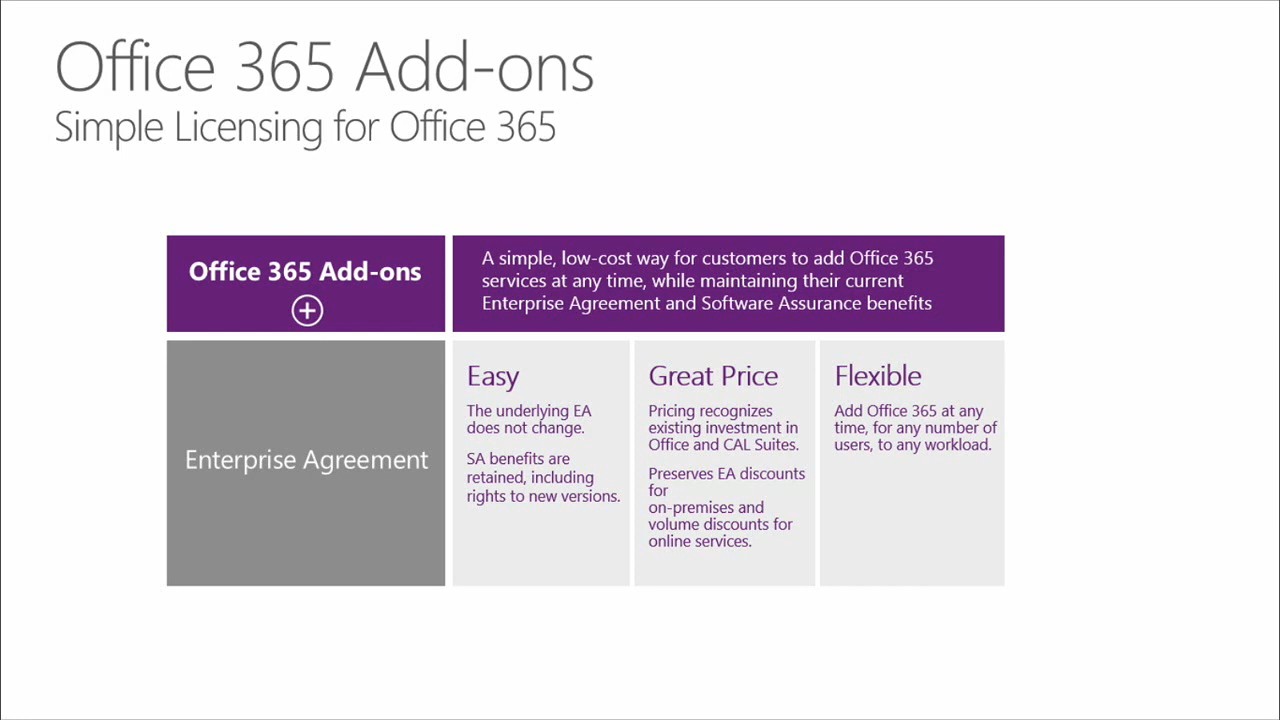 Office 365 Add-ons
Simple Licensing for Office 365
Office 365 Add-ons
A simple, low-cost way for customers to add Office 365
services at any time, while maintaining their current
Enterprise Agreement and Software Assurance benefits
Enterprise Agreement
Easy
The underlying EA
does not change.
SA benefits are
retained, including
rights to new versions.
Great Price
Pricing recognizes
existing investment in
Office and CAL Suites.
Preserves EA discounts
for
on-premises and
volume discounts for
online services.
Flexible
Add Office 365 at any
time, for any number of
users, to any workload.